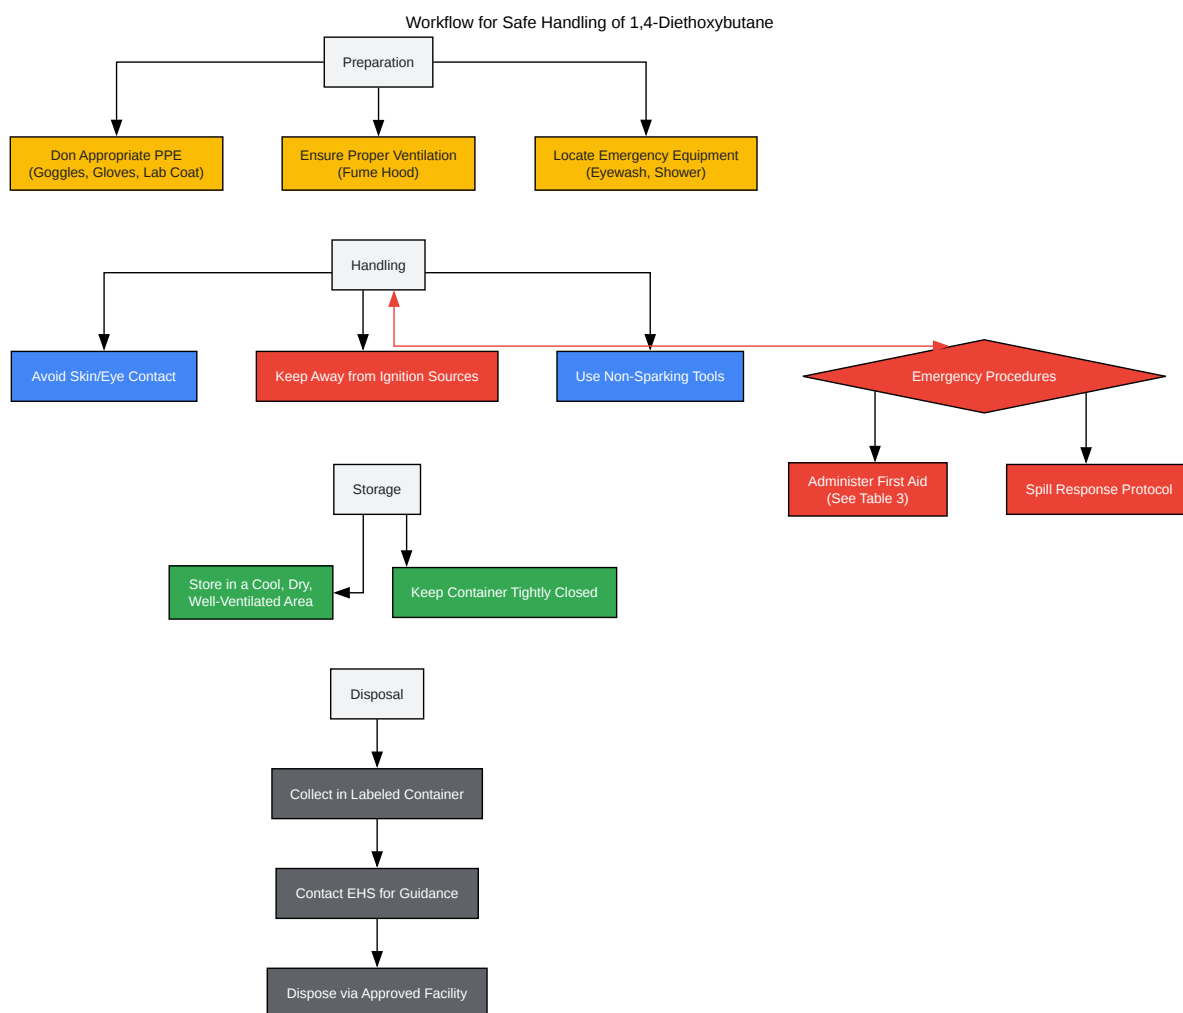 Workflow for Safe Handling of 1,4-Diethoxybutane
Preparation
Don Appropriate PPE
(Goggles, Gloves, Lab Coat)
Ensure Proper Ventilation
(Fume Hood)
Locate Emergency Equipment
(Eyewash, Shower)
Handling
Avoid Skin/Eye Contact
Keep Away from Ignition Sources
Use Non-Sparking Tools
Emergency Procedures
Administer First Aid
(See Table 3)
Spill Response Protocol
Storage
Store in a Cool, Dry,
Well-Ventilated Area
Keep Container Tightly Closed
Disposal
Collect in Labeled Container
Contact EHS for Guidance
Dispose via Approved Facility